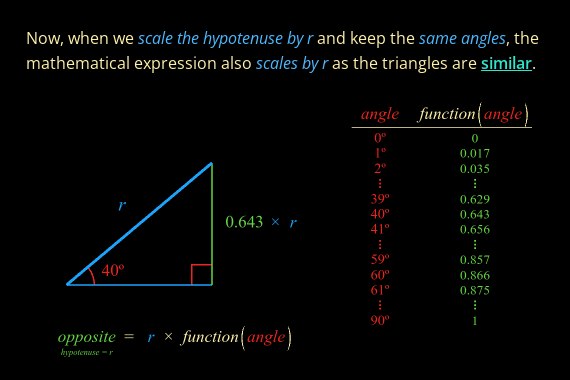 Now, when we scale the hypotenuse by r and keep the same angles, the
mathematical expression also scales by r as the triangles are similar.
angle function(angle)
0º 0
1º 0.017
2º 0.035
⋮ ⋮
39º 0.629
40º 0.643
41º 0.656
⋮ ⋮
59º 0.857
60º 0.866
61º 0.875
⋮ ⋮
90º 1
r
0.643 × r
40º
opposite = r × function(angle)
hypotenuse = r